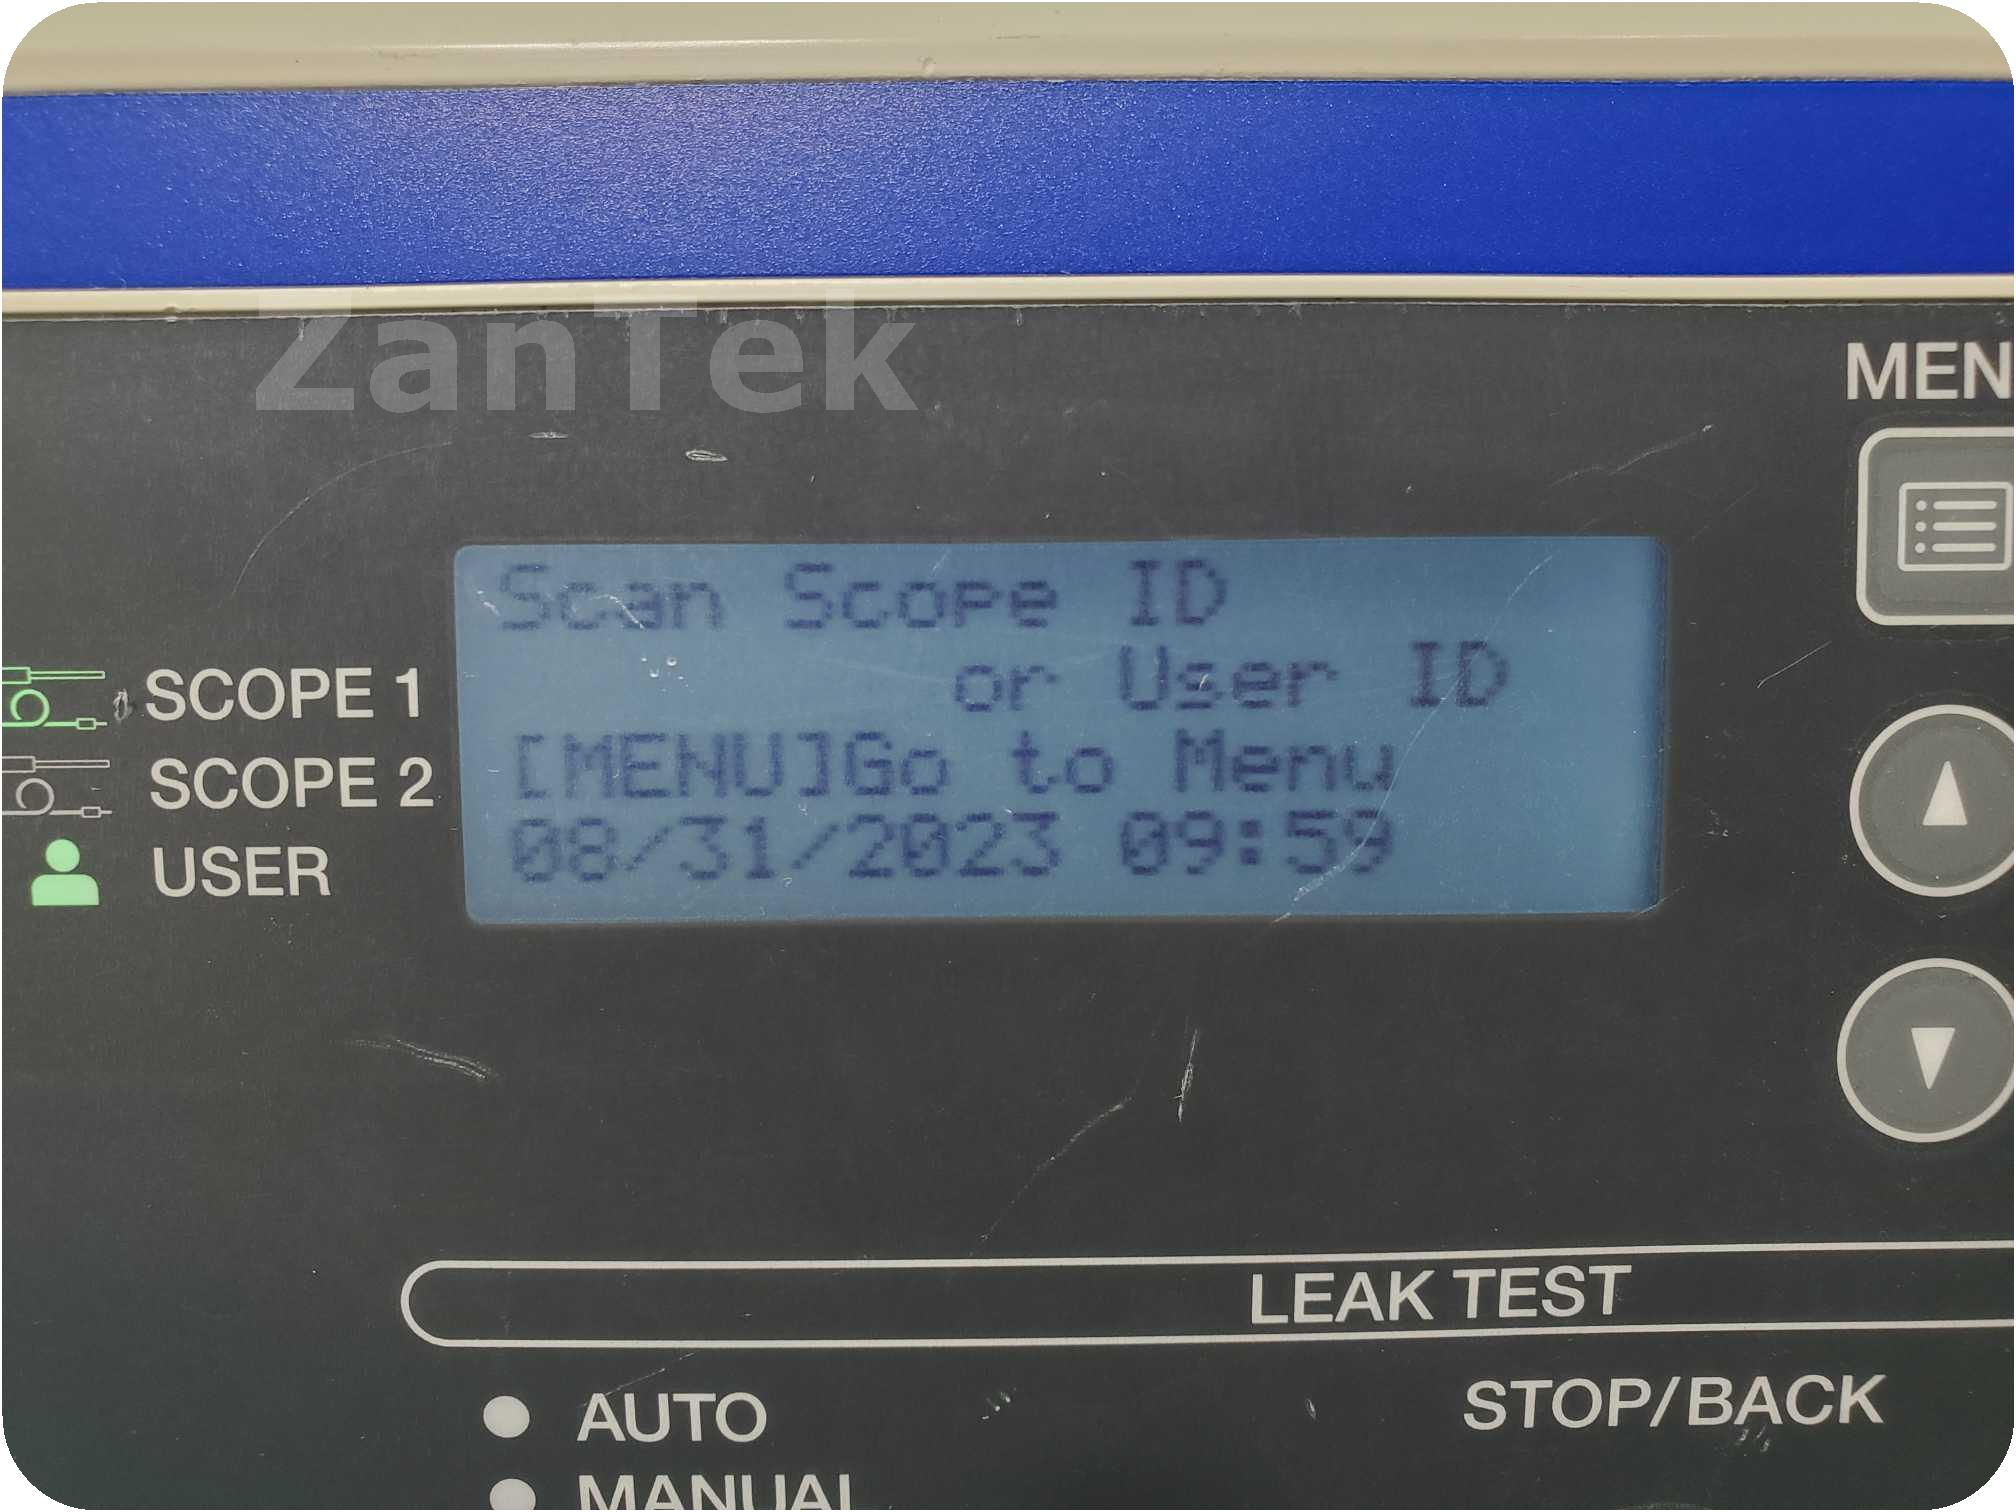 ZanTek
MEN
Scan Scope ID
or User ID
[MENU]Go to Menu
08/31/2023 09:59
SCOPE 1
SCOPE 2
USER
LEAK TEST
AUTO
STOP/BACK
MANUAL